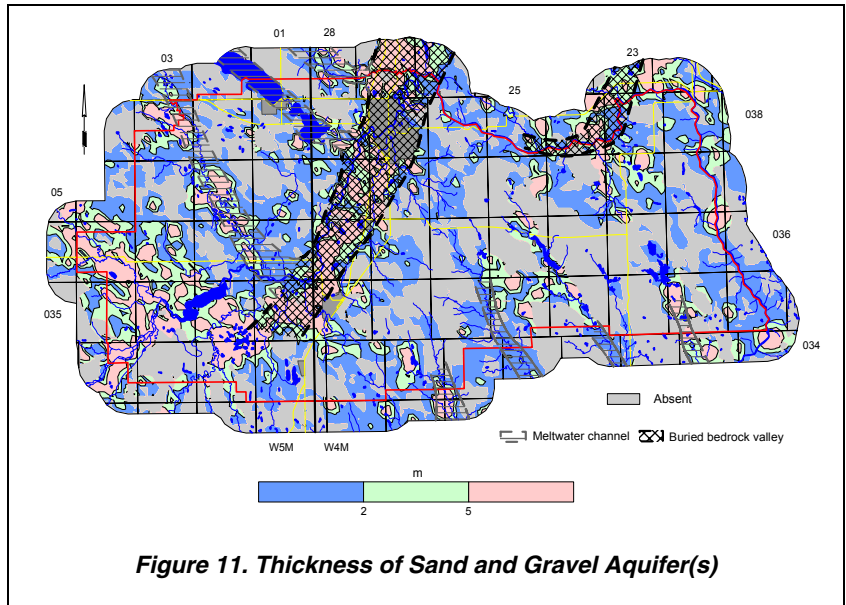 01
28
03
23
25
038
05
036
035
034
Absent
Meltwater channel
Buried bedrock valley
W5M
W4M
m
2
5
Figure 11. Thickness of Sand and Gravel Aquifer(s)